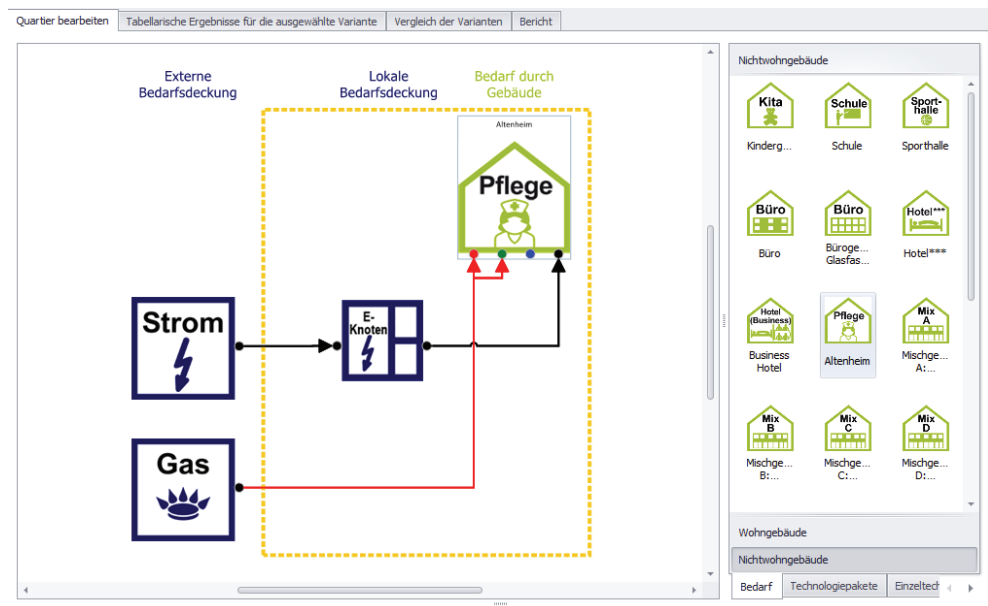 Quartier bearbeiten
Tabellarische Ergebnisse für die ausgewählte Variante
Vergleich der Varianten
Bericht
Externe
Bedarfsdeckung
Lokale
Bedarfsdeckung
Bedarf durch
Gebäude
Altenheim
Pflege
Strom
E-
Knoten
Gas
Nichtwohngebäude
Kita
Kinderg...
Schule
Schule
Sport-
halle
Sporthalle
Büro
Büro
Büro
Büroge...
Glasfas...
Hotel***
Hotel***
Hotel
(Business)
Business
Hotel
Pflege
Altenheim
Mix
A
Mischge...
A:...
Mix
B
Mischge...
B:...
Mix
C
Mischge...
C:...
Mix
D
Mischge...
D:...
Wohngebäude
Nichtwohngebäude
Bedarf
Technologiepakete
Einzeltech